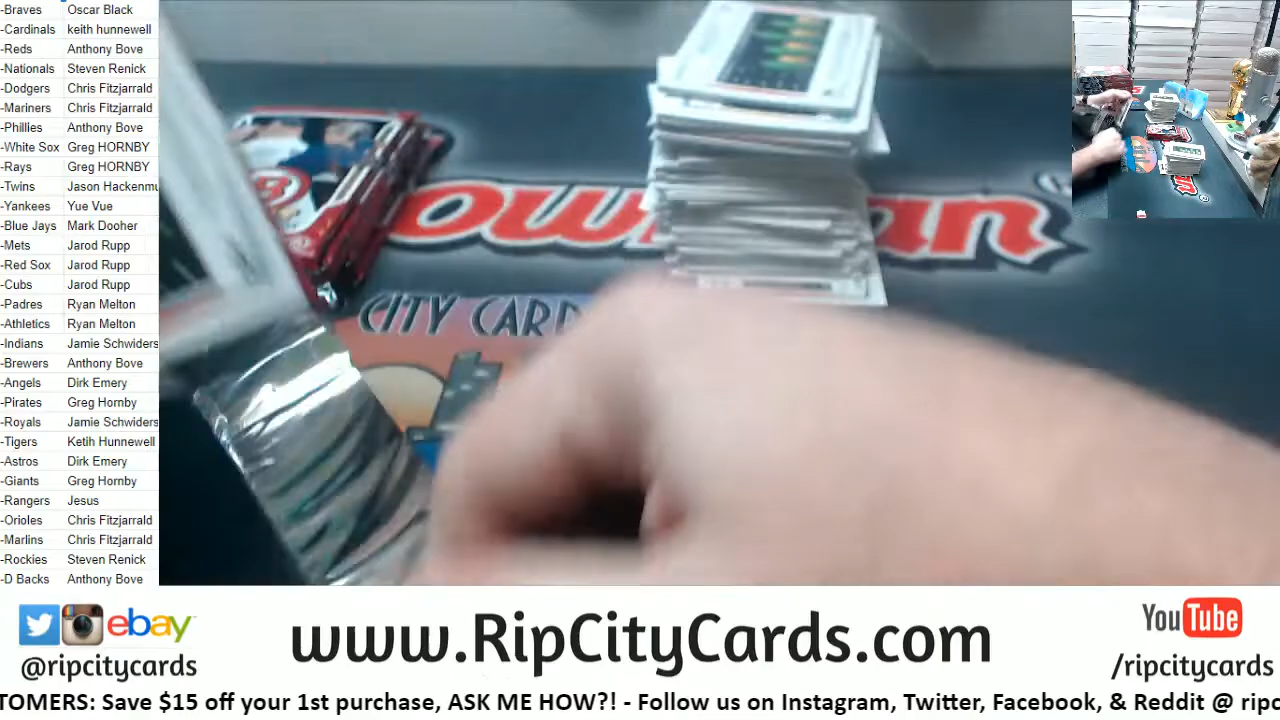 -Braves Oscar Black
-Cardinals keith hunnewell
-Reds Anthony Bove
-Nationals Steven Renick
-Dodgers Chris Fitzjarrald
-Mariners Chris Fitzjarrald
-Phillies Anthony Bove
-White Sox Greg HORNBY
-Rays Greg HORNBY
-Twins Jason Hackenmu
-Yankees Yue Vue
-Blue Jays Mark Dooher
-Mets Jarod Rupp
-Red Sox Jarod Rupp
-Cubs Jarod Rupp
-Padres Ryan Melton
-Athletics Ryan Melton
-Indians Jamie Schwiders
-Brewers Anthony Bove
-Angels Dirk Emery
-Pirates Greg Hornby
-Royals Jamie Schwiders
-Tigers Ketih Hunnewell
-Astros Dirk Emery
-Giants Greg Hornby
-Rangers Jesus
-Orioles Chris Fitzjarrald
-Marlins Chris Fitzjarrald
-Rockies Steven Renick
-D Backs Anthony Bove
owman
CITY CARD
ebay
@ripcitycards
www.RipCityCards.com
YouTube
/ripcitycards
TOMERS: Save $15 off your 1st purchase, ASK ME HOW?! - Follow us on Instagram, Twitter, Facebook, & Reddit @ ripc